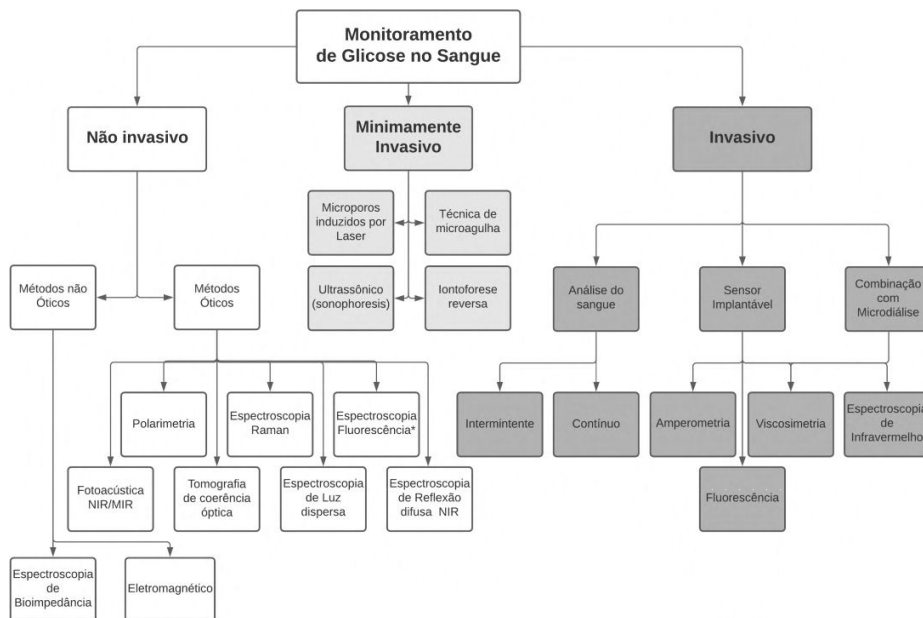 Monitoramento
de Glicose no Sangue
Não invasivo
Minimamente
Invasivo
Invasivo
Microporos
induzidos por
Laser
Técnica de
microagulha
Métodos não
Óticos
Métodos
Óticos
Ultrassônico
(sonophoresis)
Iontoforese
reversa
Análise do
sangue
Sensor
Implantável
Combinação
com
Microdiálise
Polarimetria
Espectroscopia
Raman
Espectroscopia
Fluorescência*
Intermintente
Contínuo
Amperometria
Viscosimetria
Espectroscopia
de
Infravermelho
Fotoacústica
NIR/MIR
Tomografia
de coerência
óptica
Espectroscopia
de Luz
dispersa
Espectroscopia
de Reflexão
difusa NIR
Fluorescência
Espectroscopia
de
Bioimpedância
Eletromagnético